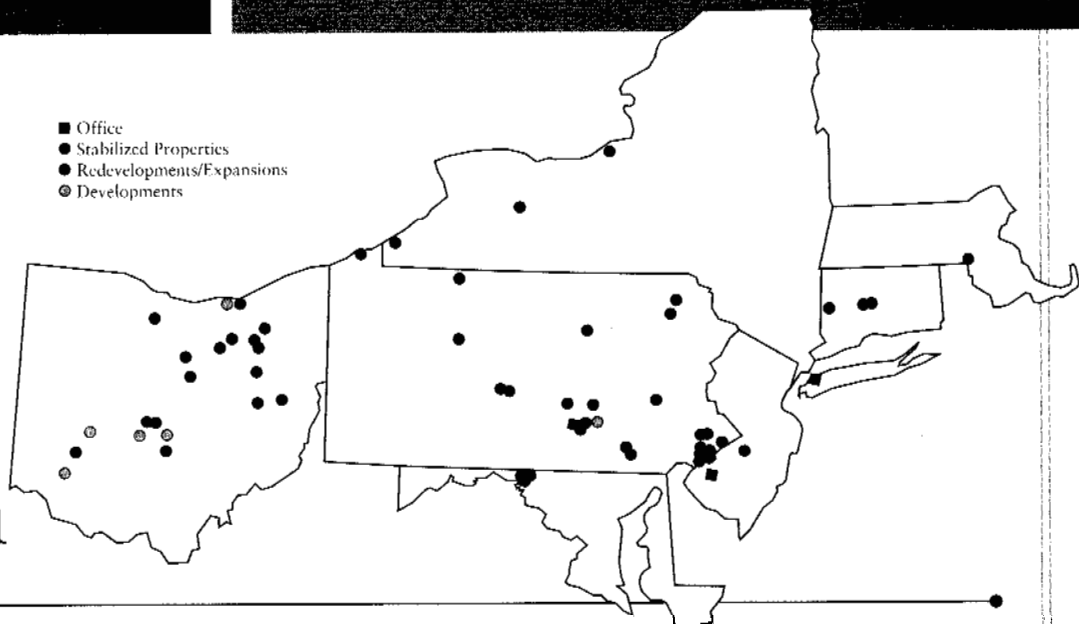 Office
Stabilized Properties
Redevelopments/Expansions
Developments